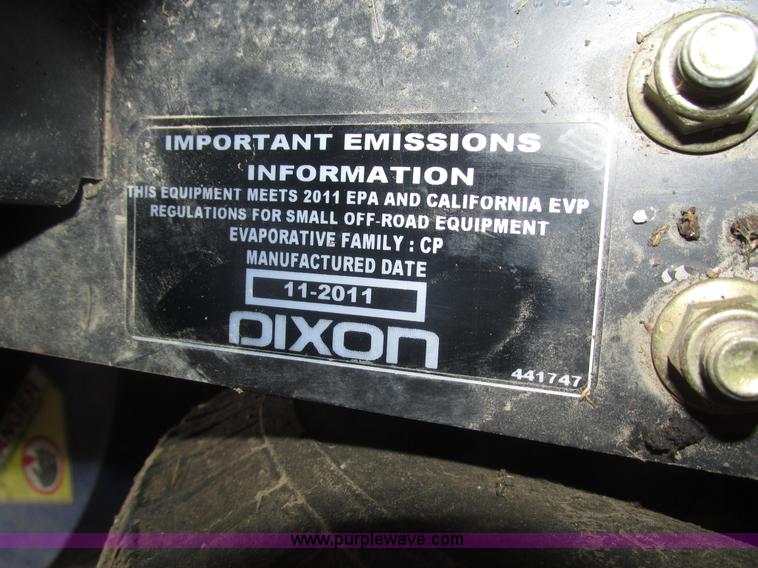 IMPORTANT EMISSIONS
INFORMATION
THIS EQUIPMENT MEETS 2011 EPA AND CALIFORNIA EVP
REGULATIONS FOR SMALL OFF-ROAD EQUIPMENT
EVAPORATIVE FAMILY : CP
MANUFACTURED DATE
11-2011
DIXON
441747
www.purplewave.com